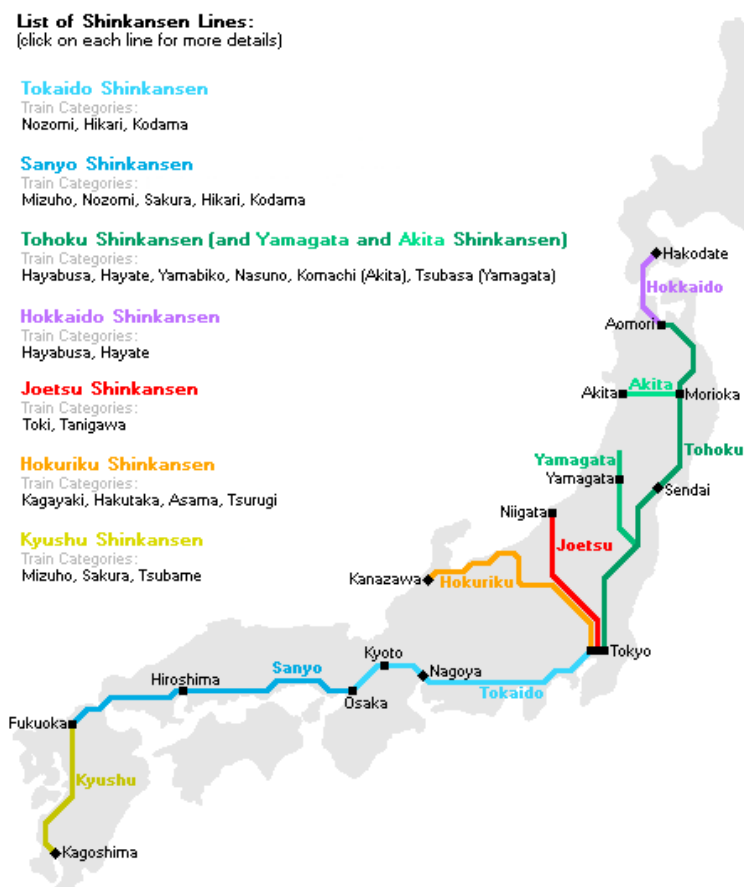 List of Shinkansen Lines:
(click on each line for more details)
Tokaido Shinkansen
Train Categories:
Nozomi, Hikari, Kodama
Sanyo Shinkansen
Train Categories:
Mizuho, Nozomi, Sakura, Hikari, Kodama
Tohoku Shinkansen (and Yamagata and Akita Shinkansen)
Train Categories:
Hayabusa, Hayate, Yamabiko, Nasuno, Komachi (Akita), Tsubasa (Yamagata)
Hokkaido Shinkansen
Train Categories:
Hayabusa, Hayate
Joetsu Shinkansen
Train Categories:
Toki, Tanigawa
Hokuriku Shinkansen
Train Categories:
Kagayaki, Hakutaka, Asama, Tsurugi
Kyushu Shinkansen
Train Categories:
Mizuho, Sakura, Tsubame
Hakodate
Hokkaido
Aomori
Akita
Akita
Morioka
Tohoku
Yamagata
Yamagata
Sendai
Niigata
Joetsu
Kanazawa
Hokuriku
Tokyo
Kyoto
Nagoya
Tokaido
Sanyo
Hiroshima
Osaka
Fukuoka
Kyushu
Kagoshima